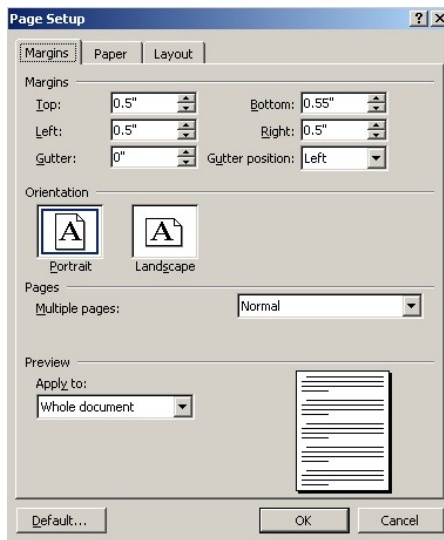 Page Setup
Margins Paper Layout
Margins
Top: 0.5" Bottom: 0.55"
Left: 0.5" Right: 0.5"
Gutter: 0" Gutter position: Left
Orientation
A A
Portrait Landscape
Pages
Multiple pages: Normal
Preview
Apply to:
Whole document
Default... OK Cancel